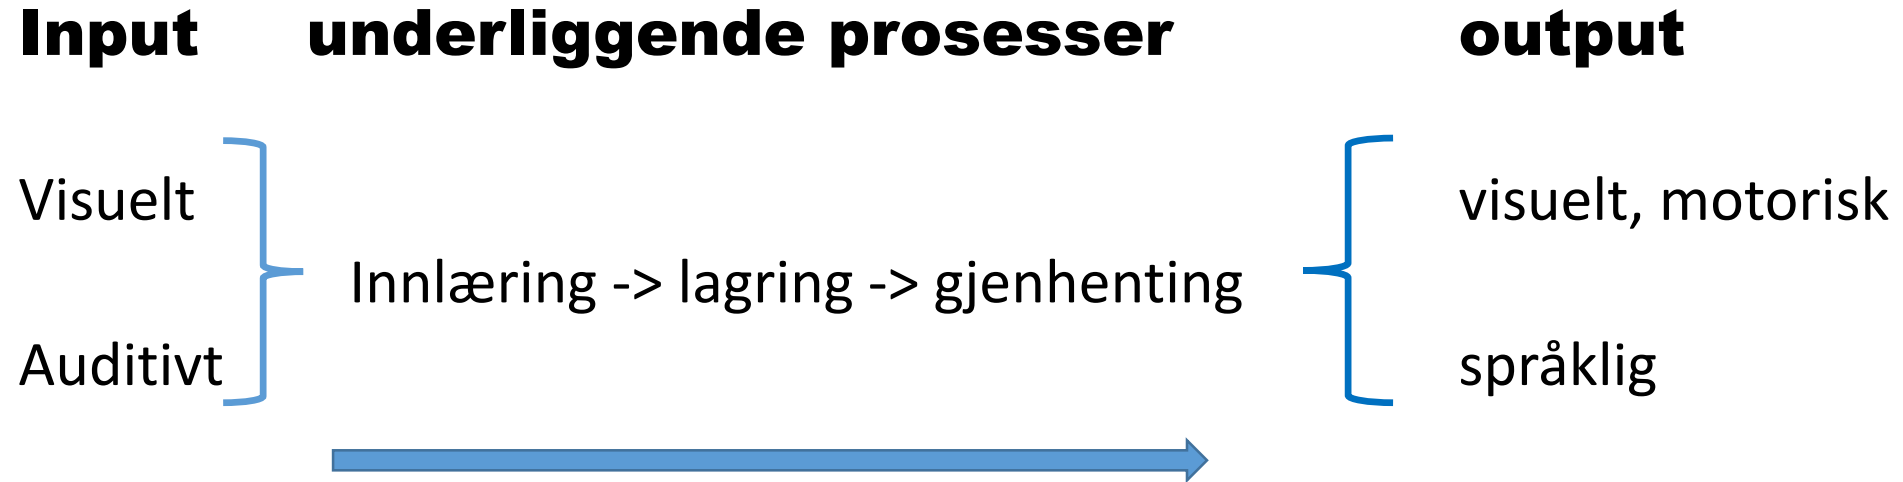 Input underliggende prosesser output
Visuelt visuelt, motorisk
Innlæring -> lagring -> gjenhenting
Auditivt språklig